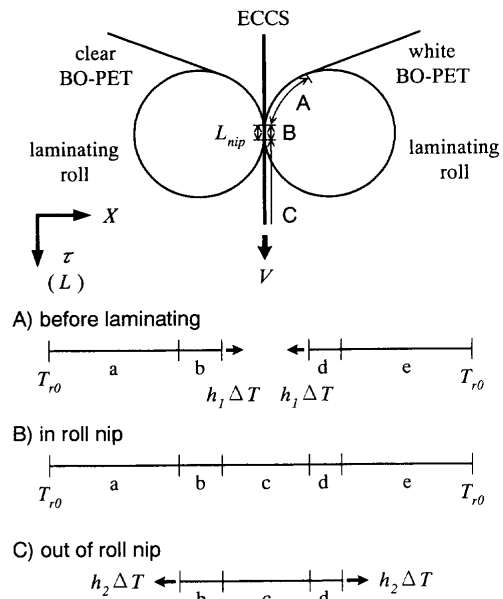 ECCS
clear
BO-PET
white
BO-PET
A
L_nip
B
laminating
roll
laminating
roll
C
X
τ
(L)
V
A) before laminating
a b d e
T_r0 h_1 ΔT h_1 ΔT T_r0
B) in roll nip
T_r0 a b c d e T_r0
C) out of roll nip
h_2 ΔT h_2 ΔT
b c d